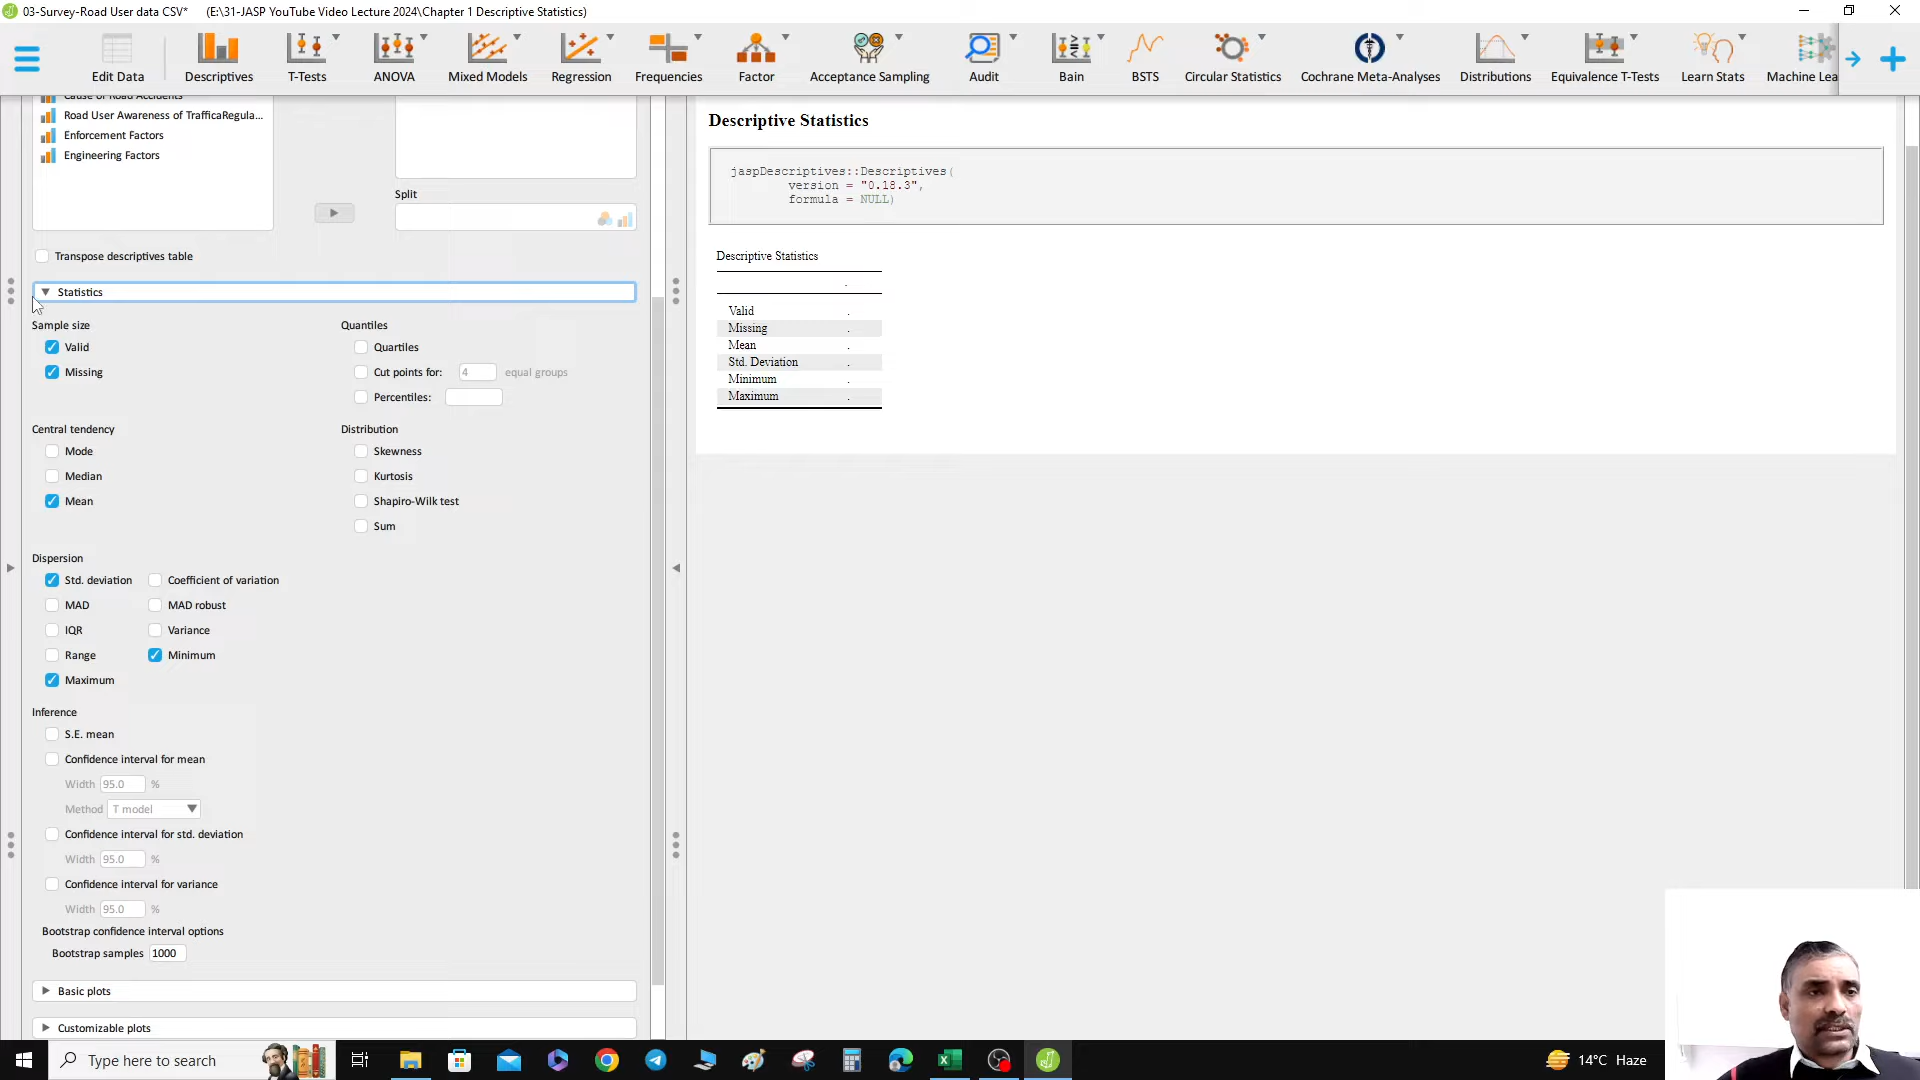 03-Survey-Road User data CSV* (E:\31-JASP YouTube Video Lecture 2024\Chapter 1 Descriptive Statistics)
Edit Data
Descriptives
T-Tests
ANOVA
Mixed Models
Regression
Frequencies
Factor
Acceptance Sampling
Audit
Bain
BSTS
Circular Statistics
Cochrane Meta-Analyses
Distributions
Equivalence T-Tests
Learn Stats
Machine Lea
Cause of Road Accidents
Road User Awareness of TrafficaRegula...
Enforcement Factors
Engineering Factors
Split
Transpose descriptives table
Statistics
Sample size
Valid
Missing
Quantiles
Quartiles
Cut points for: 4 equal groups
Percentiles:
Central tendency
Mode
Median
Mean
Distribution
Skewness
Kurtosis
Shapiro-Wilk test
Sum
Dispersion
Std. deviation Coefficient of variation
MAD MAD robust
IQR Variance
Range Minimum
Maximum
Inference
S.E. mean
Confidence interval for mean
Width 95.0 %
Method T model
Confidence interval for std. deviation
Width 95.0 %
Confidence interval for variance
Width 95.0 %
Bootstrap confidence interval options
Bootstrap samples 1000
Basic plots
Customizable plots
Descriptive Statistics
jaspDescriptives::Descriptives(
version = "0.18.3",
formula = NULL)
Descriptive Statistics
.
Valid .
Missing .
Mean .
Std. Deviation .
Minimum .
Maximum .
Type here to search
14°C Haze